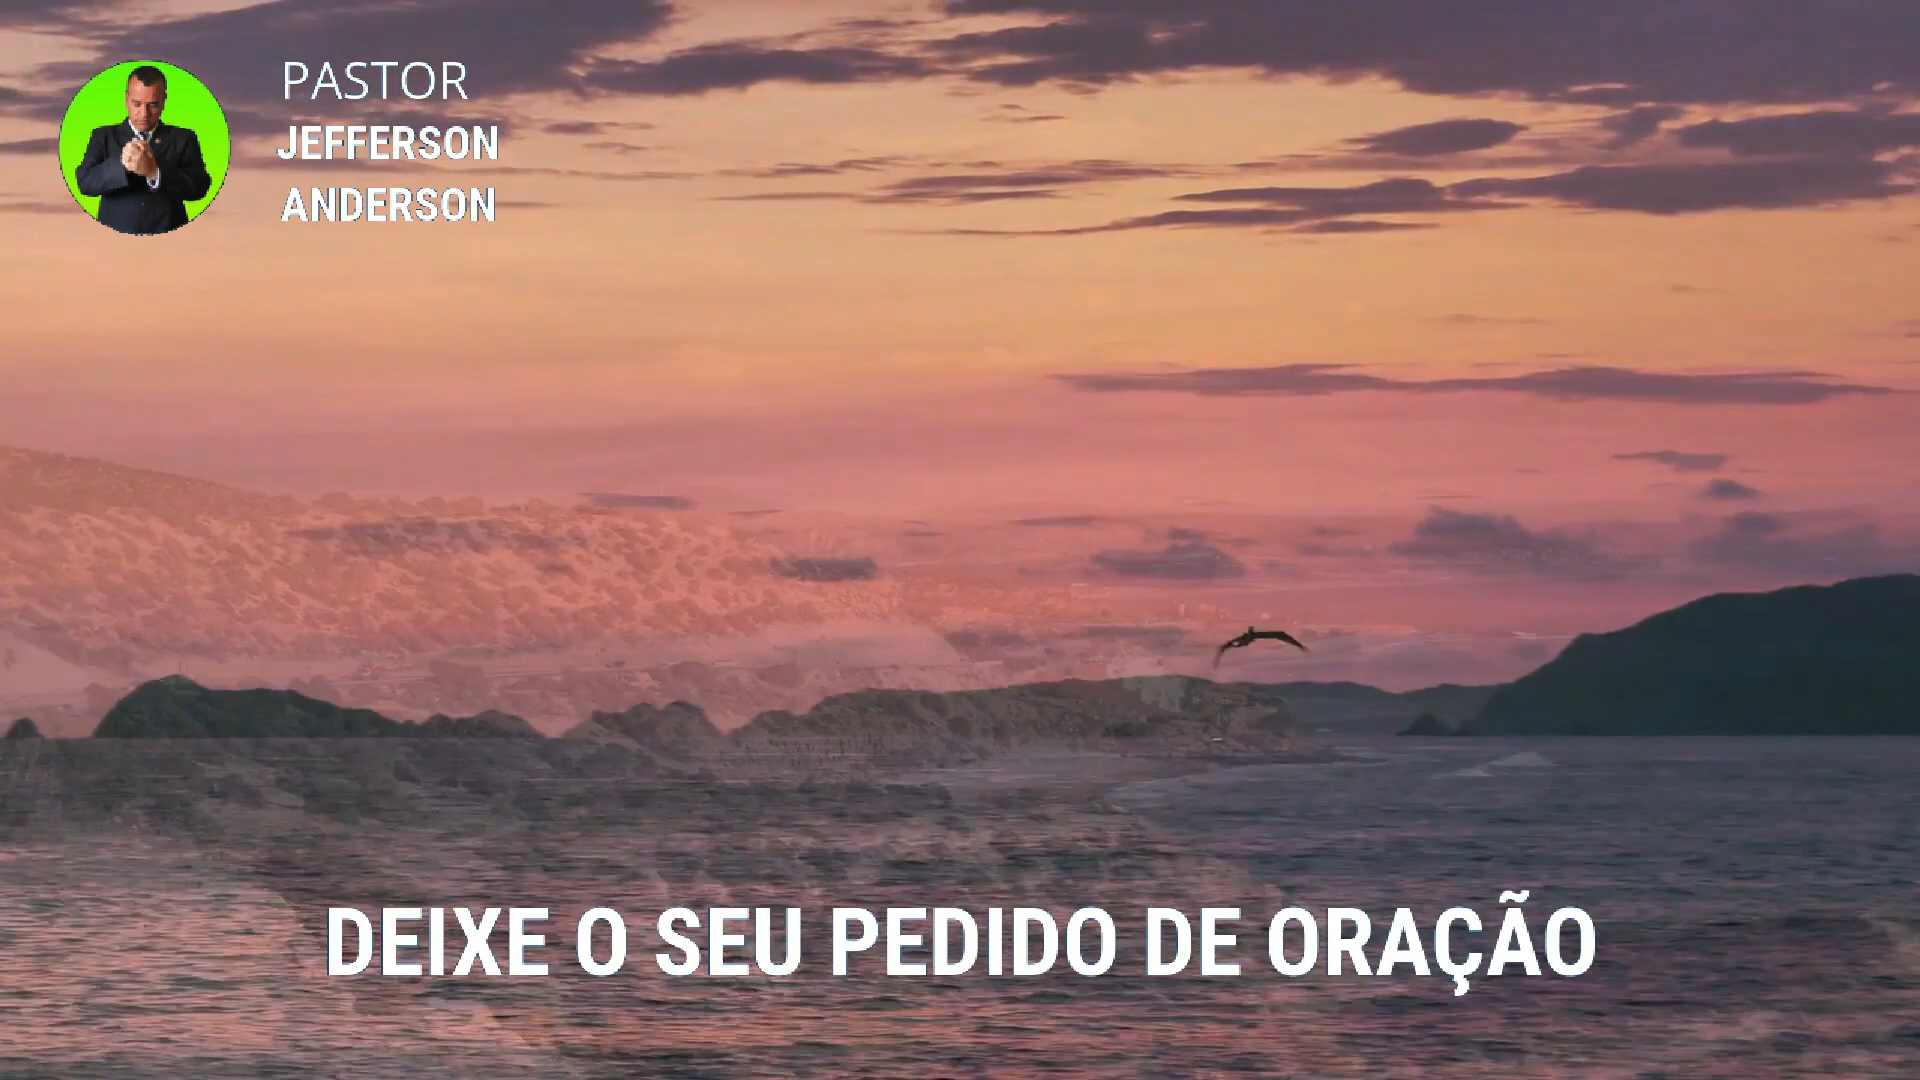 PASTOR
JEFFERSON
ANDERSON
DEIXE O SEU PEDIDO DE ORAÇÃO